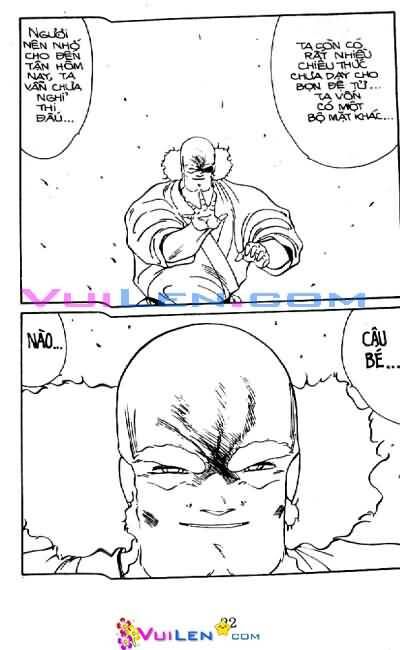 NGƯƠI
NÊN NHỚ
CHO ĐẾN
TẬN HÔM
NAY, TA
VẪN CHƯA
NGHĨ
THI
ĐẤU...
TA CÒN CÓ
RẤT NHIỀU
CHIÊU THỨC
CHƯA DẠY CHO
BỌN ĐỆ TỬ...
TA VỐN
CÓ MỘT
BỘ MẶT KHÁC...
VUILEN.COM
NÀO...
CẬU
BÉ...
32
VUILEN.COM